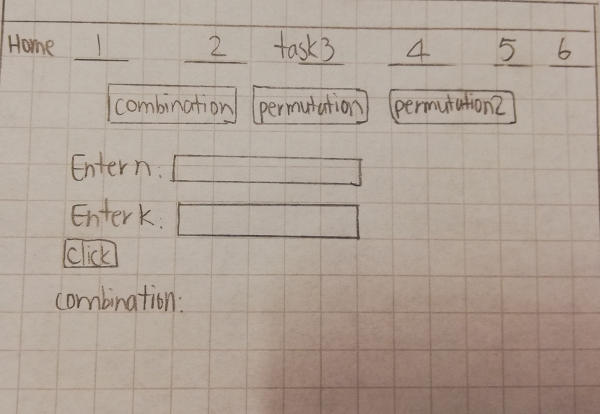 Home 1 2 task3 4 5 6
combination permutation permutation2
Enter n:
Enter k:
click
combination: